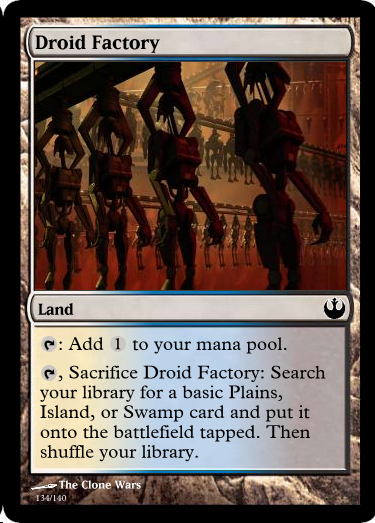 Droid Factory
Land
: Add 1 to your mana pool.
, Sacrifice Droid Factory: Search
your library for a basic Plains,
Island, or Swamp card and put it
onto the battlefield tapped. Then
shuffle your library.
The Clone Wars
134/140